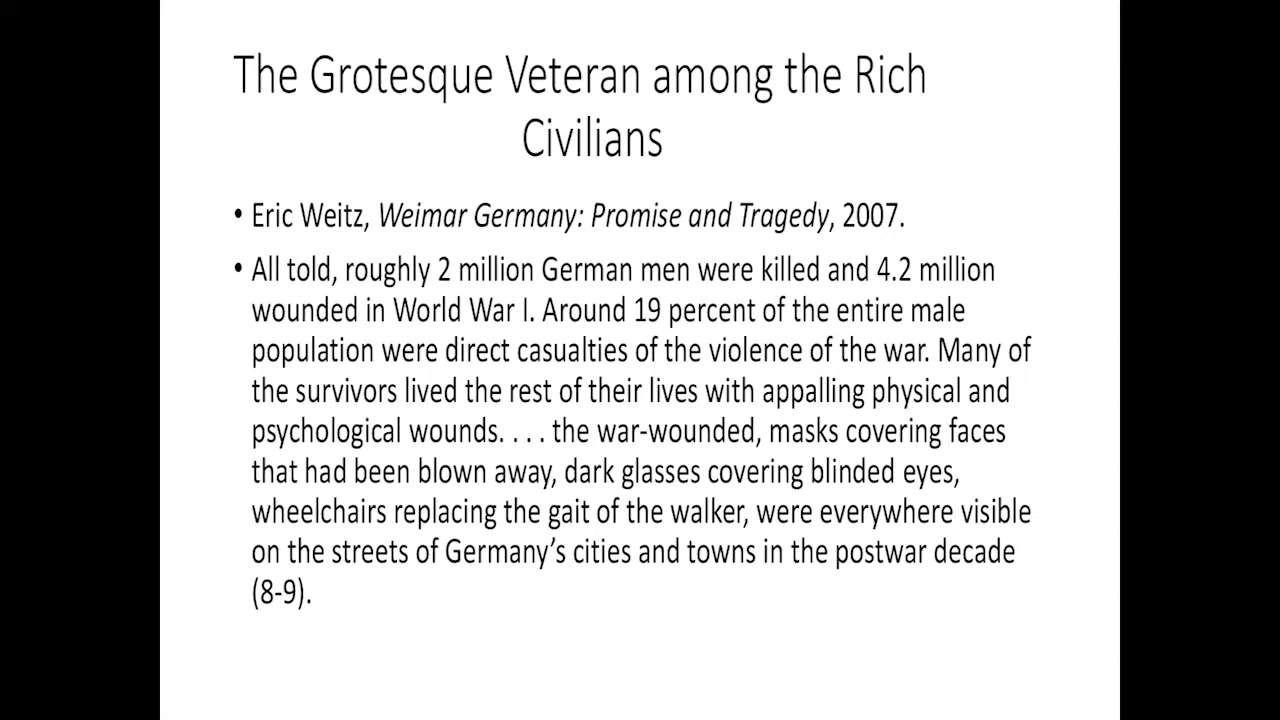 The Grotesque Veteran among the Rich
Civilians
• Eric Weitz, Weimar Germany: Promise and Tragedy, 2007.
• All told, roughly 2 million German men were killed and 4.2 million
wounded in World War I. Around 19 percent of the entire male
population were direct casualties of the violence of the war. Many of
the survivors lived the rest of their lives with appalling physical and
psychological wounds. . . . the war-wounded, masks covering faces
that had been blown away, dark glasses covering blinded eyes,
wheelchairs replacing the gait of the walker, were everywhere visible
on the streets of Germany’s cities and towns in the postwar decade
(8-9).